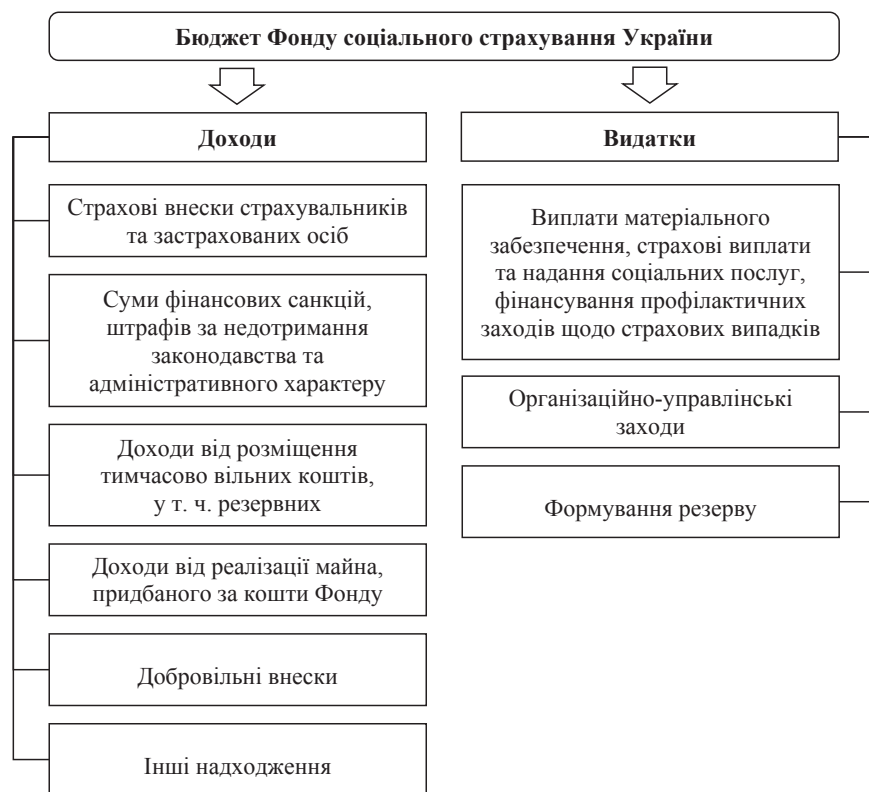 Бюджет Фонду соціального страхування України
Доходи
Страхові внески страхувальників
та застрахованих осіб
Суми фінансових санкцій,
штрафів за недотримання
законодавства та
адміністративного характеру
Доходи від розміщення
тимчасово вільних коштів,
у т. ч. резервних
Доходи від реалізації майна,
придбаного за кошти Фонду
Добровільні внески
Інші надходження
Видатки
Виплати матеріального
забезпечення, страхові виплати
та надання соціальних послуг,
фінансування профілактичних
заходів щодо страхових випадків
Організаційно-управлінські
заходи
Формування резерву